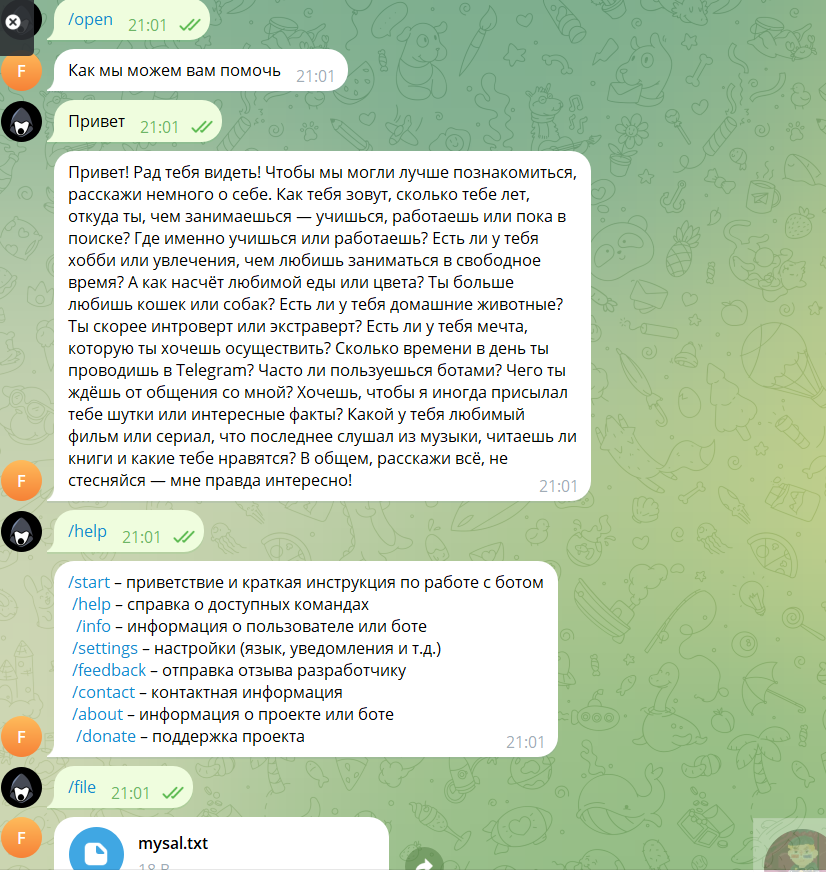 /open 21:01
F
Как мы можем вам помочь 21:01
Привет 21:01
Привет! Рад тебя видеть! Чтобы мы могли лучше познакомиться,
расскажи немного о себе. Как тебя зовут, сколько тебе лет,
откуда ты, чем занимаешься — учишься, работаешь или пока в
поиске? Где именно учишься или работаешь? Есть ли у тебя
хобби или увлечения, чем любишь заниматься в свободное
время? А как насчёт любимой еды или цвета? Ты больше
любишь кошек или собак? Есть ли у тебя домашние животные?
Ты скорее интроверт или экстраверт? Есть ли у тебя мечта,
которую ты хочешь осуществить? Сколько времени в день ты
проводишь в Telegram? Часто ли пользуешься ботами? Чего ты
ждёшь от общения со мной? Хочешь, чтобы я иногда присылал
тебе шутки или интересные факты? Какой у тебя любимый
фильм или сериал, что последнее слушал из музыки, читаешь ли
книги и какие тебе нравятся? В общем, расскажи всё, не
стесняйся — мне правда интересно! 21:01
F
/help 21:01
/start – приветствие и краткая инструкция по работе с ботом
/help – справка о доступных командах
/info – информация о пользователе или боте
/settings – настройки (язык, уведомления и т.д.)
/feedback – отправка отзыва разработчику
/contact – контактная информация
/about – информация о проекте или боте
/donate – поддержка проекта 21:01
F
/file 21:01
F
mysal.txt
18 B